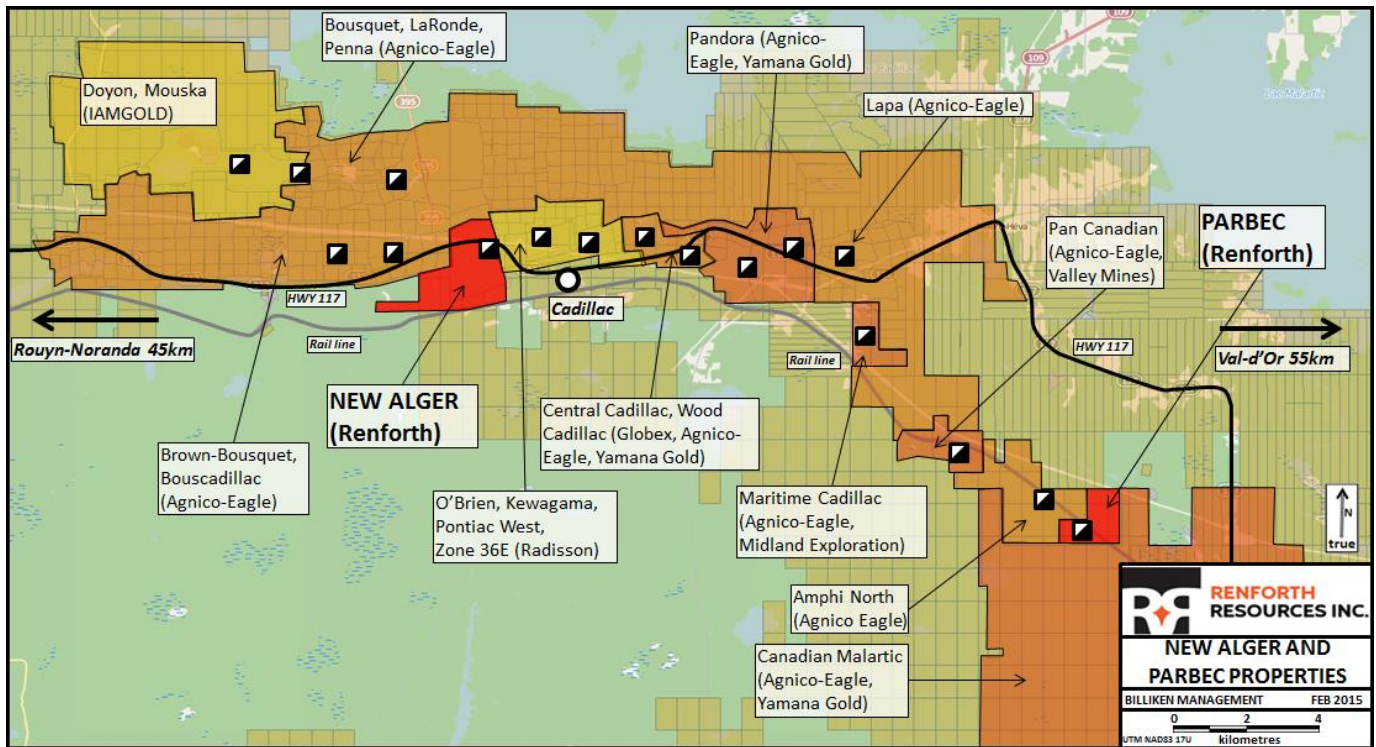 Bousquet, LaRonde,
Penna (Agnico-Eagle)
Pandora (Agnico-
Eagle, Yamana Gold)
109
Lac Malartic
Doyon, Mouska
(IAMGOLD)
395
Lapa (Agnico-Eagle)
Pan Canadian
(Agnico-Eagle,
Valley Mines)
PARBEC
(Renforth)
HWY 117
Cadillac
Rouyn-Noranda 45km
Rail line
Rail line
HWY 117
Val-d'Or 55km
NEW ALGER
(Renforth)
Brown-Bousquet,
Bouscadillac
(Agnico-Eagle)
Central Cadillac, Wood
Cadillac (Globex, Agnico-
Eagle, Yamana Gold)
O'Brien, Kewagama,
Pontiac West,
Zone 36E (Radisson)
Maritime Cadillac
(Agnico-Eagle,
Midland Exploration)
N
true
Amphi North
(Agnico Eagle)
Canadian Malartic
(Agnico-Eagle,
Yamana Gold)
RENFORTH
RESOURCES INC.
NEW ALGER AND
PARBEC PROPERTIES
BILLIKEN MANAGEMENT FEB 2015
0 2 4
UTM NAD83 17U kilometres